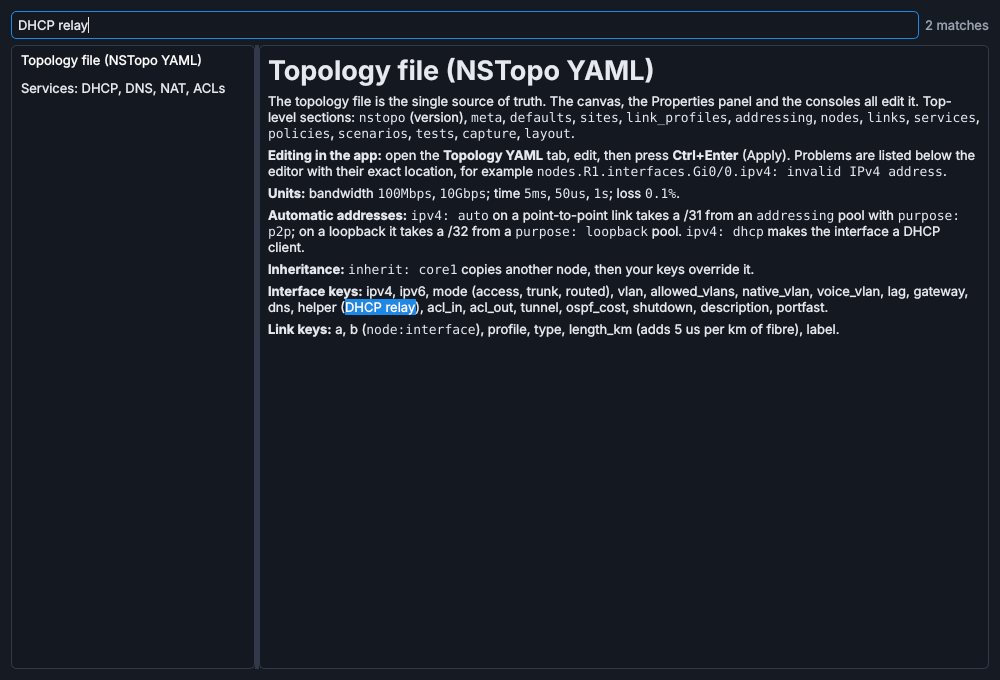 DHCP relay
2 matches
Topology file (NSTopo YAML)
Services: DHCP, DNS, NAT, ACLs
Topology file (NSTopo YAML)
The topology file is the single source of truth. The canvas, the Properties panel and the consoles all edit it. Top-
level sections: nstopo (version), meta, defaults, sites, link_profiles, addressing, nodes, links, services,
policies, scenarios, tests, capture, layout.
Editing in the app: open the Topology YAML tab, edit, then press Ctrl+Enter (Apply). Problems are listed below the
editor with their exact location, for example nodes.R1.interfaces.Gi0/0.ipv4: invalid IPv4 address.
Units: bandwidth 100Mbps, 10Gbps; time 5ms, 50us, 1s; loss 0.1%.
Automatic addresses: ipv4: auto on a point-to-point link takes a /31 from an addressing pool with purpose:
p2p; on a loopback it takes a /32 from a purpose: loopback pool. ipv4: dhcp makes the interface a DHCP
client.
Inheritance: inherit: core1 copies another node, then your keys override it.
Interface keys: ipv4, ipv6, mode (access, trunk, routed), vlan, allowed_vlans, native_vlan, voice_vlan, lag, gateway,
dns, helper (DHCP relay), acl_in, acl_out, tunnel, ospf_cost, shutdown, description, portfast.
Link keys: a, b (node:interface), profile, type, length_km (adds 5 us per km of fibre), label.